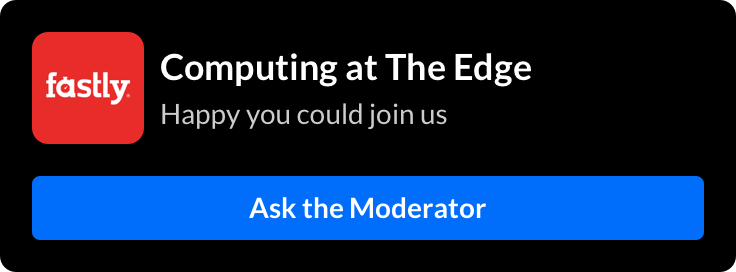 fastly
Computing at The Edge
Happy you could join us
Ask the Moderator